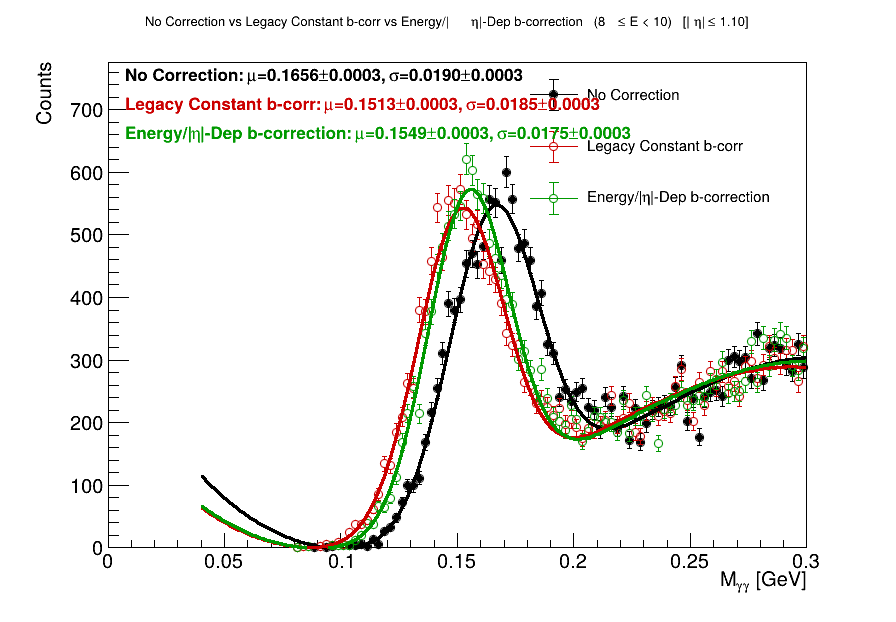 No Correction vs Legacy Constant b-corr vs Energy/| η|-Dep b-correction (8 ≤ E < 10) [| η| ≤ 1.10]
Counts
No Correction: μ=0.1656±0.0003, σ=0.0190±0.0003
Legacy Constant b-corr: μ=0.1513±0.0003, σ=0.0185±0.0003
Energy/|η|-Dep b-correction: μ=0.1549±0.0003, σ=0.0175±0.0003
No Correction
Legacy Constant b-corr
Energy/|η|-Dep b-correction
700
600
500
400
300
200
100
0
0 0.05 0.1 0.15 0.2 0.25 0.3
Mγγ [GeV]